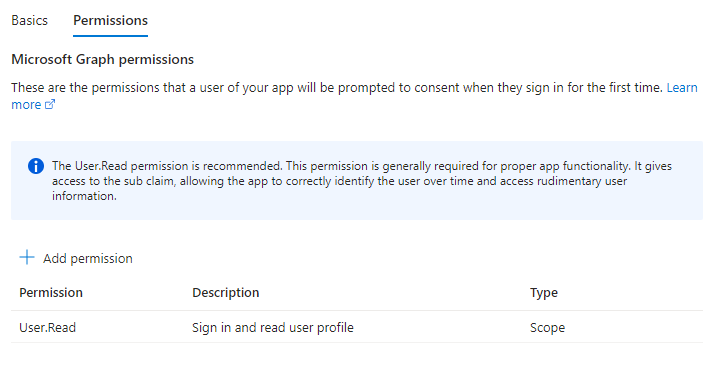 Basics Permissions
Microsoft Graph permissions
These are the permissions that a user of your app will be prompted to consent when they sign in for the first time. Learn
more
The User.Read permission is recommended. This permission is generally required for proper app functionality. It gives
access to the sub claim, allowing the app to correctly identify the user over time and access rudimentary user
information.
Add permission
Permission Description Type
User.Read Sign in and read user profile Scope